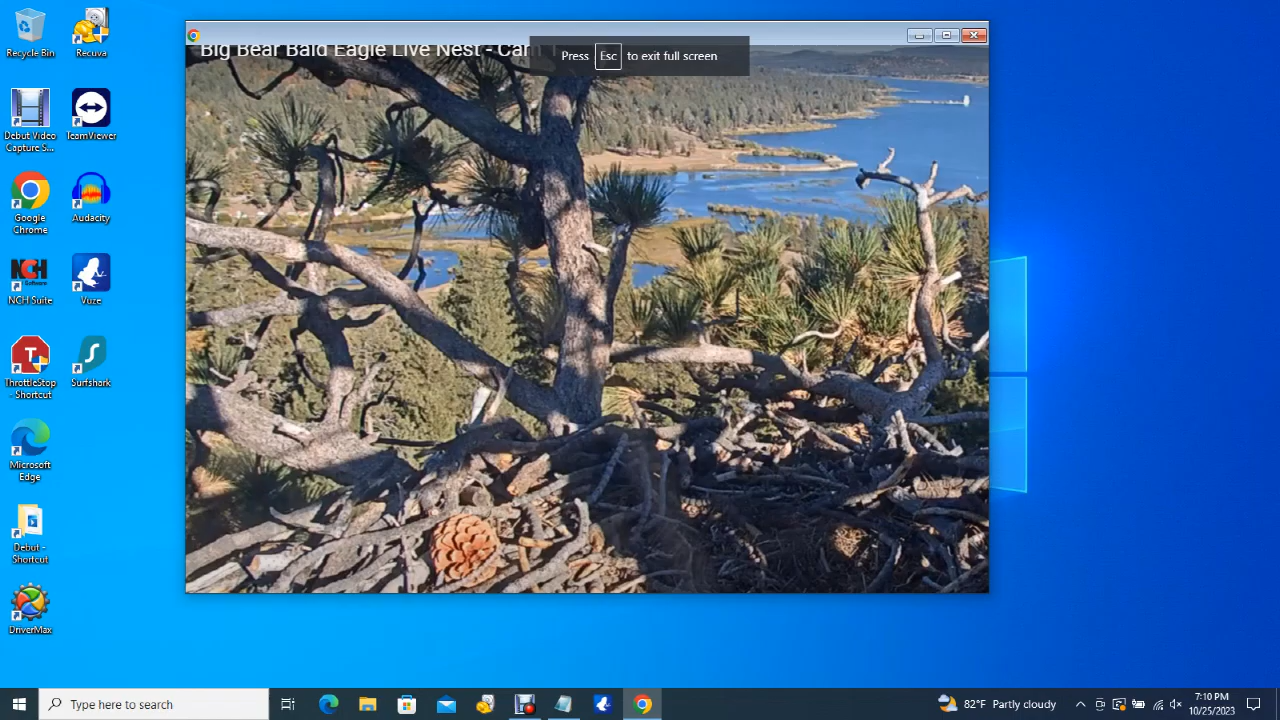 Recycle Bin
Recuva
Debut Video
Capture S...
TeamViewer
Google
Chrome
Audacity
NCH
Software
NCH Suite
Vuze
ThrottleStop
- Shortcut
Surfshark
Microsoft
Edge
Debut -
Shortcut
DriverMax
Big Bear Bald Eagle Live Nest - Cam
Press Esc to exit full screen
Type here to search
82°F Partly cloudy
7:10 PM
10/25/2023